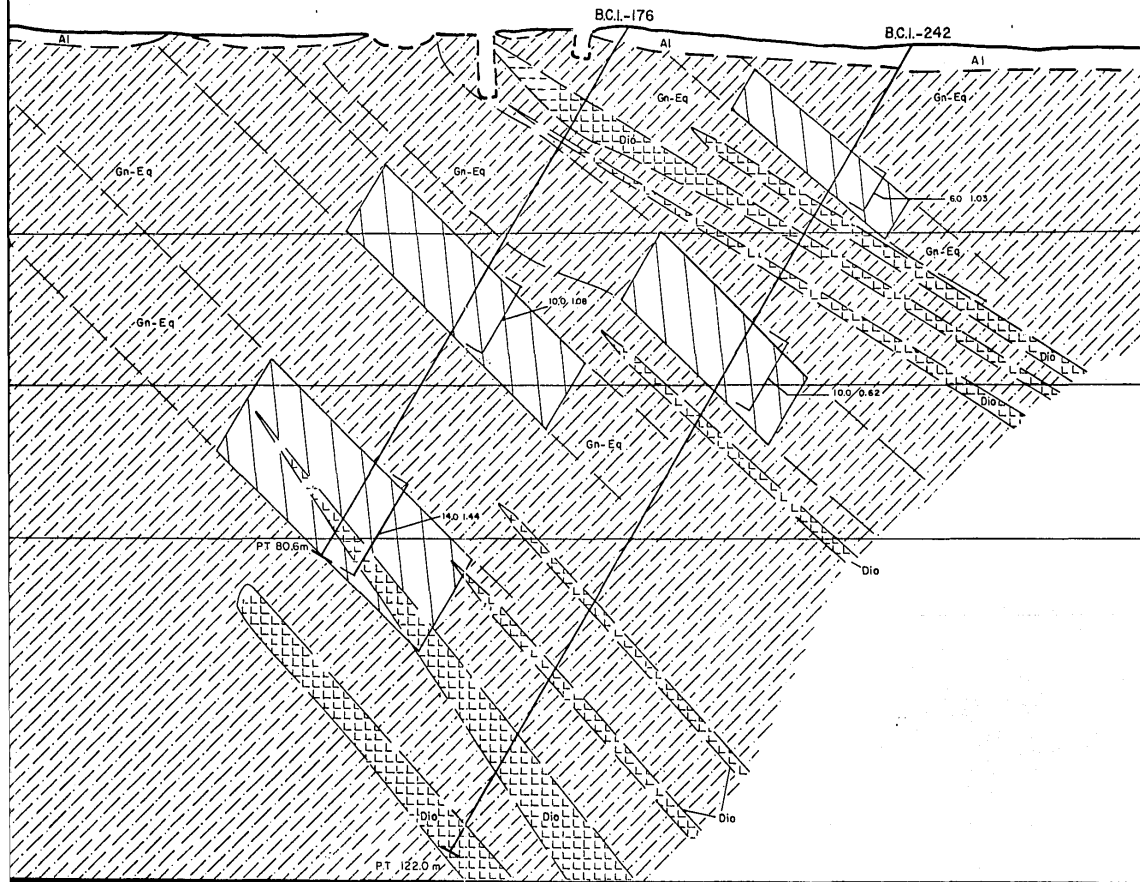 B.C.I.-176
B.C.I.-242
Al
Al
Al
Gn-Eq
Gn-Eq
Dio
Gn-Eq
Gn-Eq
6.0 1.03
Gn-Eq
10.0 1.08
Gn-Eq
Dio
10.0 0.62
Dio
Gn-Eq
14.0 1.44
P.T 80.6m
Dio
Dio
Dio
Dio
P.T 122.0 m